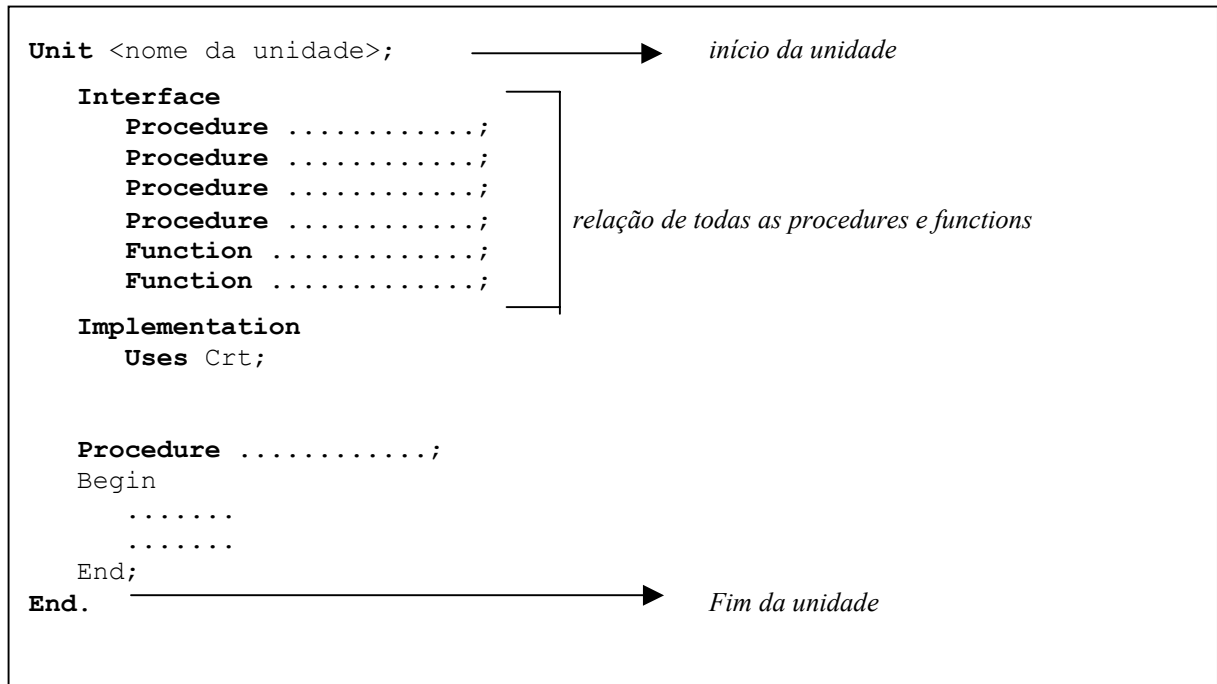 Unit <nome da unidade>; início da unidade
Interface
Procedure ............;
Procedure ............;
Procedure ............;
Procedure ............; relação de todas as procedures e functions
Function .............;
Function .............;
Implementation
Uses Crt;
Procedure ............;
Begin
.......
.......
End;
End. Fim da unidade